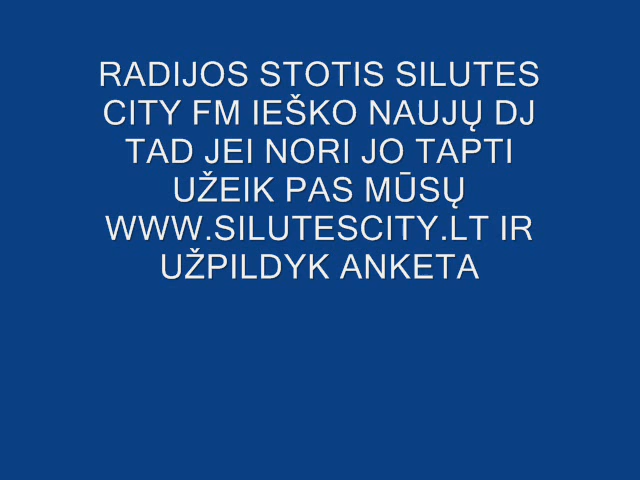 RADIJOS STOTIS SILUTES
CITY FM IEŠKO NAUJŲ DJ
TAD JEI NORI JO TAPTI
UŽEIK PAS MŪSŲ
WWW.SILUTESCITY.LT IR
UŽPILDYK ANKETA